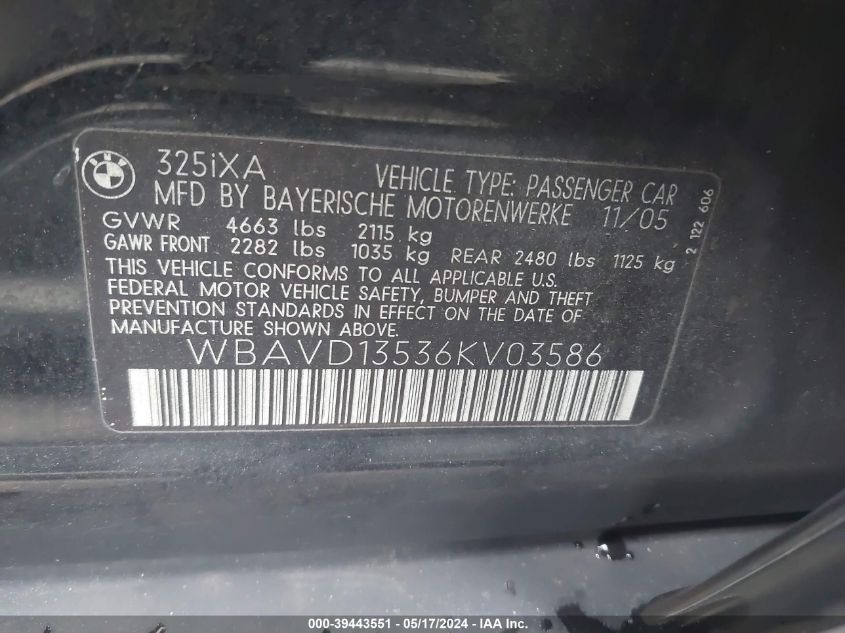 BMW
325iXA
VEHICLE TYPE: PASSENGER CAR
MFD BY BAYERISCHE MOTORENWERKE 11/05
GVWR 4663 lbs 2115 kg
GAWR FRONT 2282 lbs 1035 kg REAR 2480 lbs 1125 kg
THIS VEHICLE CONFORMS TO ALL APPLICABLE U.S.
FEDERAL MOTOR VEHICLE SAFETY, BUMPER AND THEFT
PREVENTION STANDARDS IN EFFECT ON THE DATE OF
MANUFACTURE SHOWN ABOVE.
2 122 606
WBAVD13536KV03586
000-39443551 / 05/17/2024 - © IAA